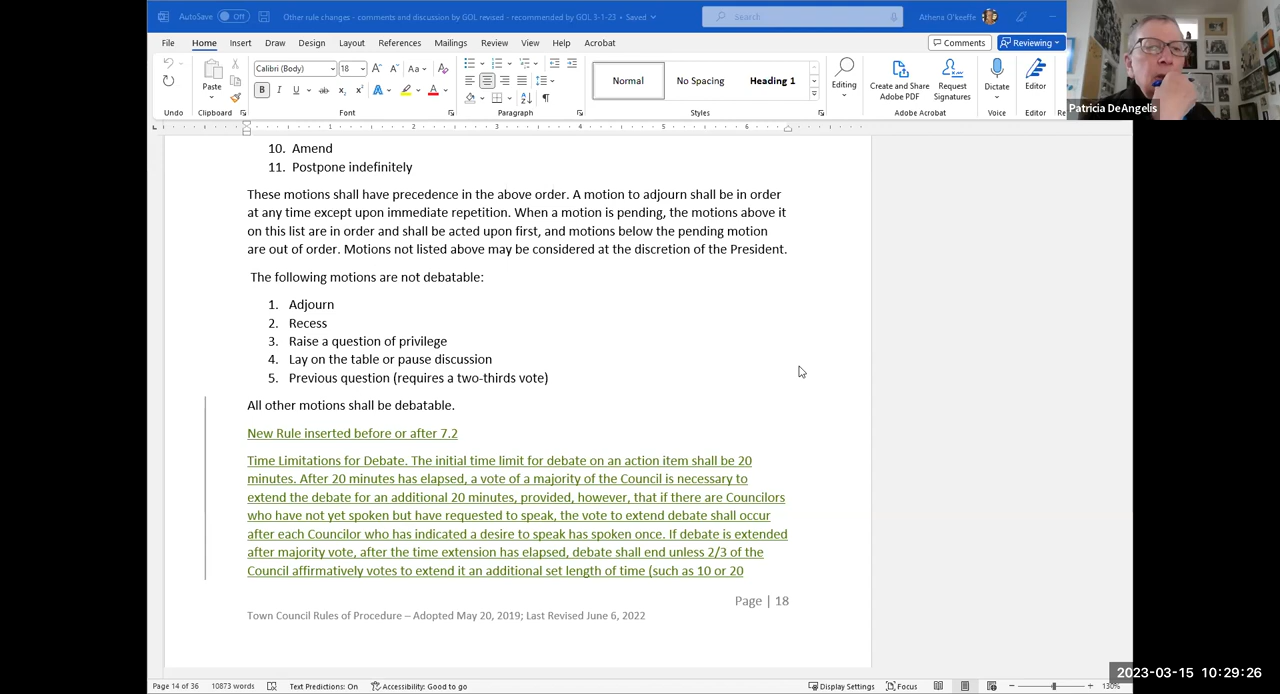 AutoSave Off Other rule changes - comments and discussion by GOL revised - recommended by GOL 3-1-23 • Saved Search Athena O'keeffe
File Home Insert Draw Design Layout References Mailings Review View Help Acrobat Comments Reviewing
Calibri (Body) 18 Aa
Paste B I U ab x₂ x² A A Normal No Spacing Heading 1 Editing Create and Share Adobe PDF Request Signatures Dictate Editor
Undo Clipboard Font Paragraph Styles Adobe Acrobat Voice Editor Re
Patricia DeAngelis
1 2 3 4 5 6
10. Amend
11. Postpone indefinitely
These motions shall have precedence in the above order. A motion to adjourn shall be in order
at any time except upon immediate repetition. When a motion is pending, the motions above it
on this list are in order and shall be acted upon first, and motions below the pending motion
are out of order. Motions not listed above may be considered at the discretion of the President.
The following motions are not debatable:
1. Adjourn
2. Recess
3. Raise a question of privilege
4. Lay on the table or pause discussion
5. Previous question (requires a two-thirds vote)
All other motions shall be debatable.
New Rule inserted before or after 7.2
Time Limitations for Debate. The initial time limit for debate on an action item shall be 20
minutes. After 20 minutes has elapsed, a vote of a majority of the Council is necessary to
extend the debate for an additional 20 minutes, provided, however, that if there are Councilors
who have not yet spoken but have requested to speak, the vote to extend debate shall occur
after each Councilor who has indicated a desire to speak has spoken once. If debate is extended
after majority vote, after the time extension has elapsed, debate shall end unless 2/3 of the
Council affirmatively votes to extend it an additional set length of time (such as 10 or 20
Page | 18
Town Council Rules of Procedure – Adopted May 20, 2019; Last Revised June 6, 2022
2023-03-15 10:29:26
Page 14 of 36 10873 words Text Predictions: On Accessibility: Good to go Display Settings Focus 130%